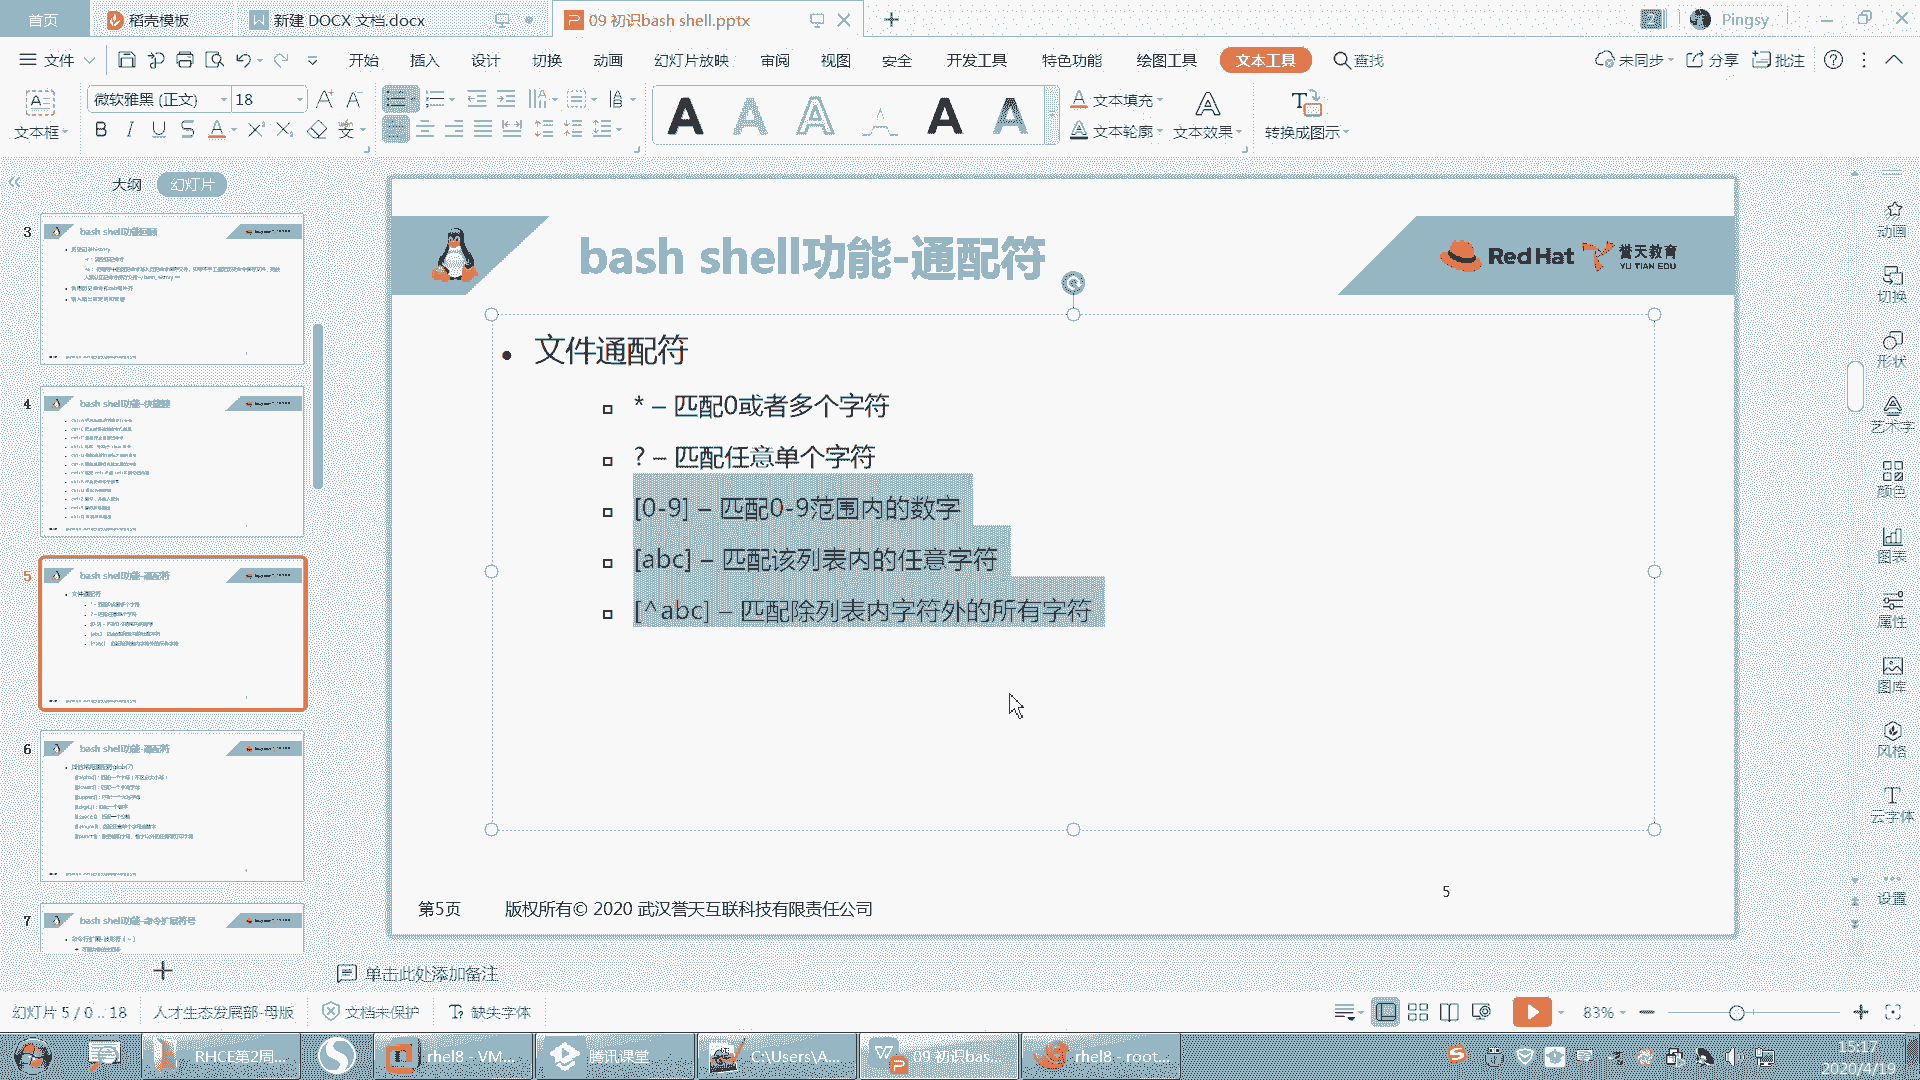 首页
稻壳模板
新建 DOCX 文档.docx
09 初识bash shell.pptx
Pingsy
文件
开始
插入
设计
切换
动画
幻灯片放映
审阅
视图
安全
开发工具
特色功能
绘图工具
文本工具
查找
未同步
分享
批注
文本框
微软雅黑 (正文)
18
文本填充
文本轮廓
文本效果
转换成图示
大纲
幻灯片
3
4
bash shell功能-快捷键
5
bash shell功能-通配符
文件通配符
6
bash shell功能-通配符
7
bash shell功能-命令扩展符号
bash shell功能-通配符
Red Hat
誉天教育
YU TIAN EDU
• 文件通配符
* – 匹配0或者多个字符
? – 匹配任意单个字符
[0-9] – 匹配0-9范围内的数字
[abc] – 匹配该列表内的任意字符
[^abc] – 匹配除列表内字符外的所有字符
第5页
版权所有© 2020 武汉誉天互联科技有限责任公司
5
动画
切换
形状
艺术字
颜色
图表
属性
图库
风格
云字体
设置
单击此处添加备注
幻灯片 5 / 0 .. 18
人才生态发展部-母版
文档未保护
缺失字体
83%
RHCE第2周...
rhel8 - VM...
腾讯课堂
C:\Users\A...
09 初识bas...
rhel8 - root...
15:17
2020/4/19